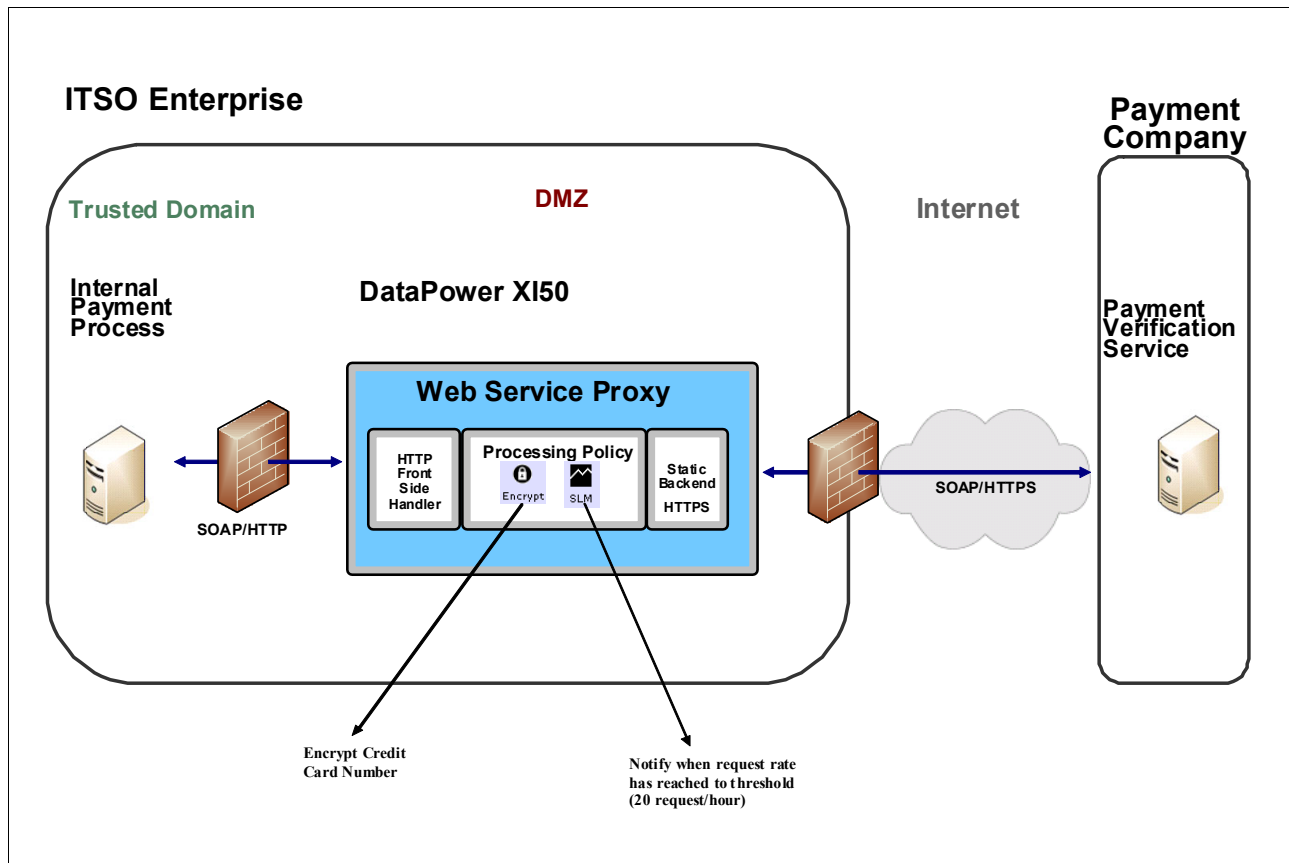 ITSO Enterprise
Payment
Company
Trusted Domain
DMZ
Internet
Internal
Payment
Process
DataPower XI50
Payment
Verification
Service
Web Service Proxy
HTTP
Front
Side
Handler
Processing Policy
Encrypt
SLM
Static
Backend
HTTPS
SOAP/HTTP
SOAP/HTTPS
Encrypt Credit
Card Number
Notify when request rate
has reached to threshold
(20 request/hour)